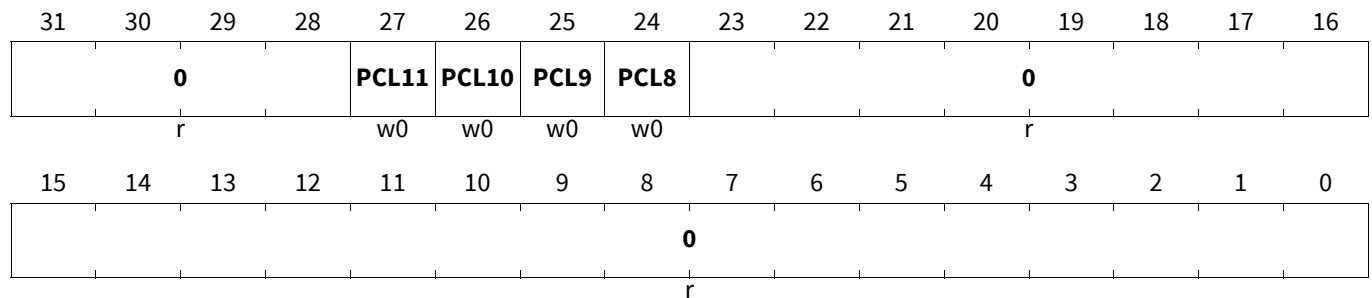 31 30 29 28 27 26 25 24 23 22 21 20 19 18 17 16
0 PCL11 PCL10 PCL9 PCL8 0
r w0 w0 w0 w0 r
15 14 13 12 11 10 9 8 7 6 5 4 3 2 1 0
0
r